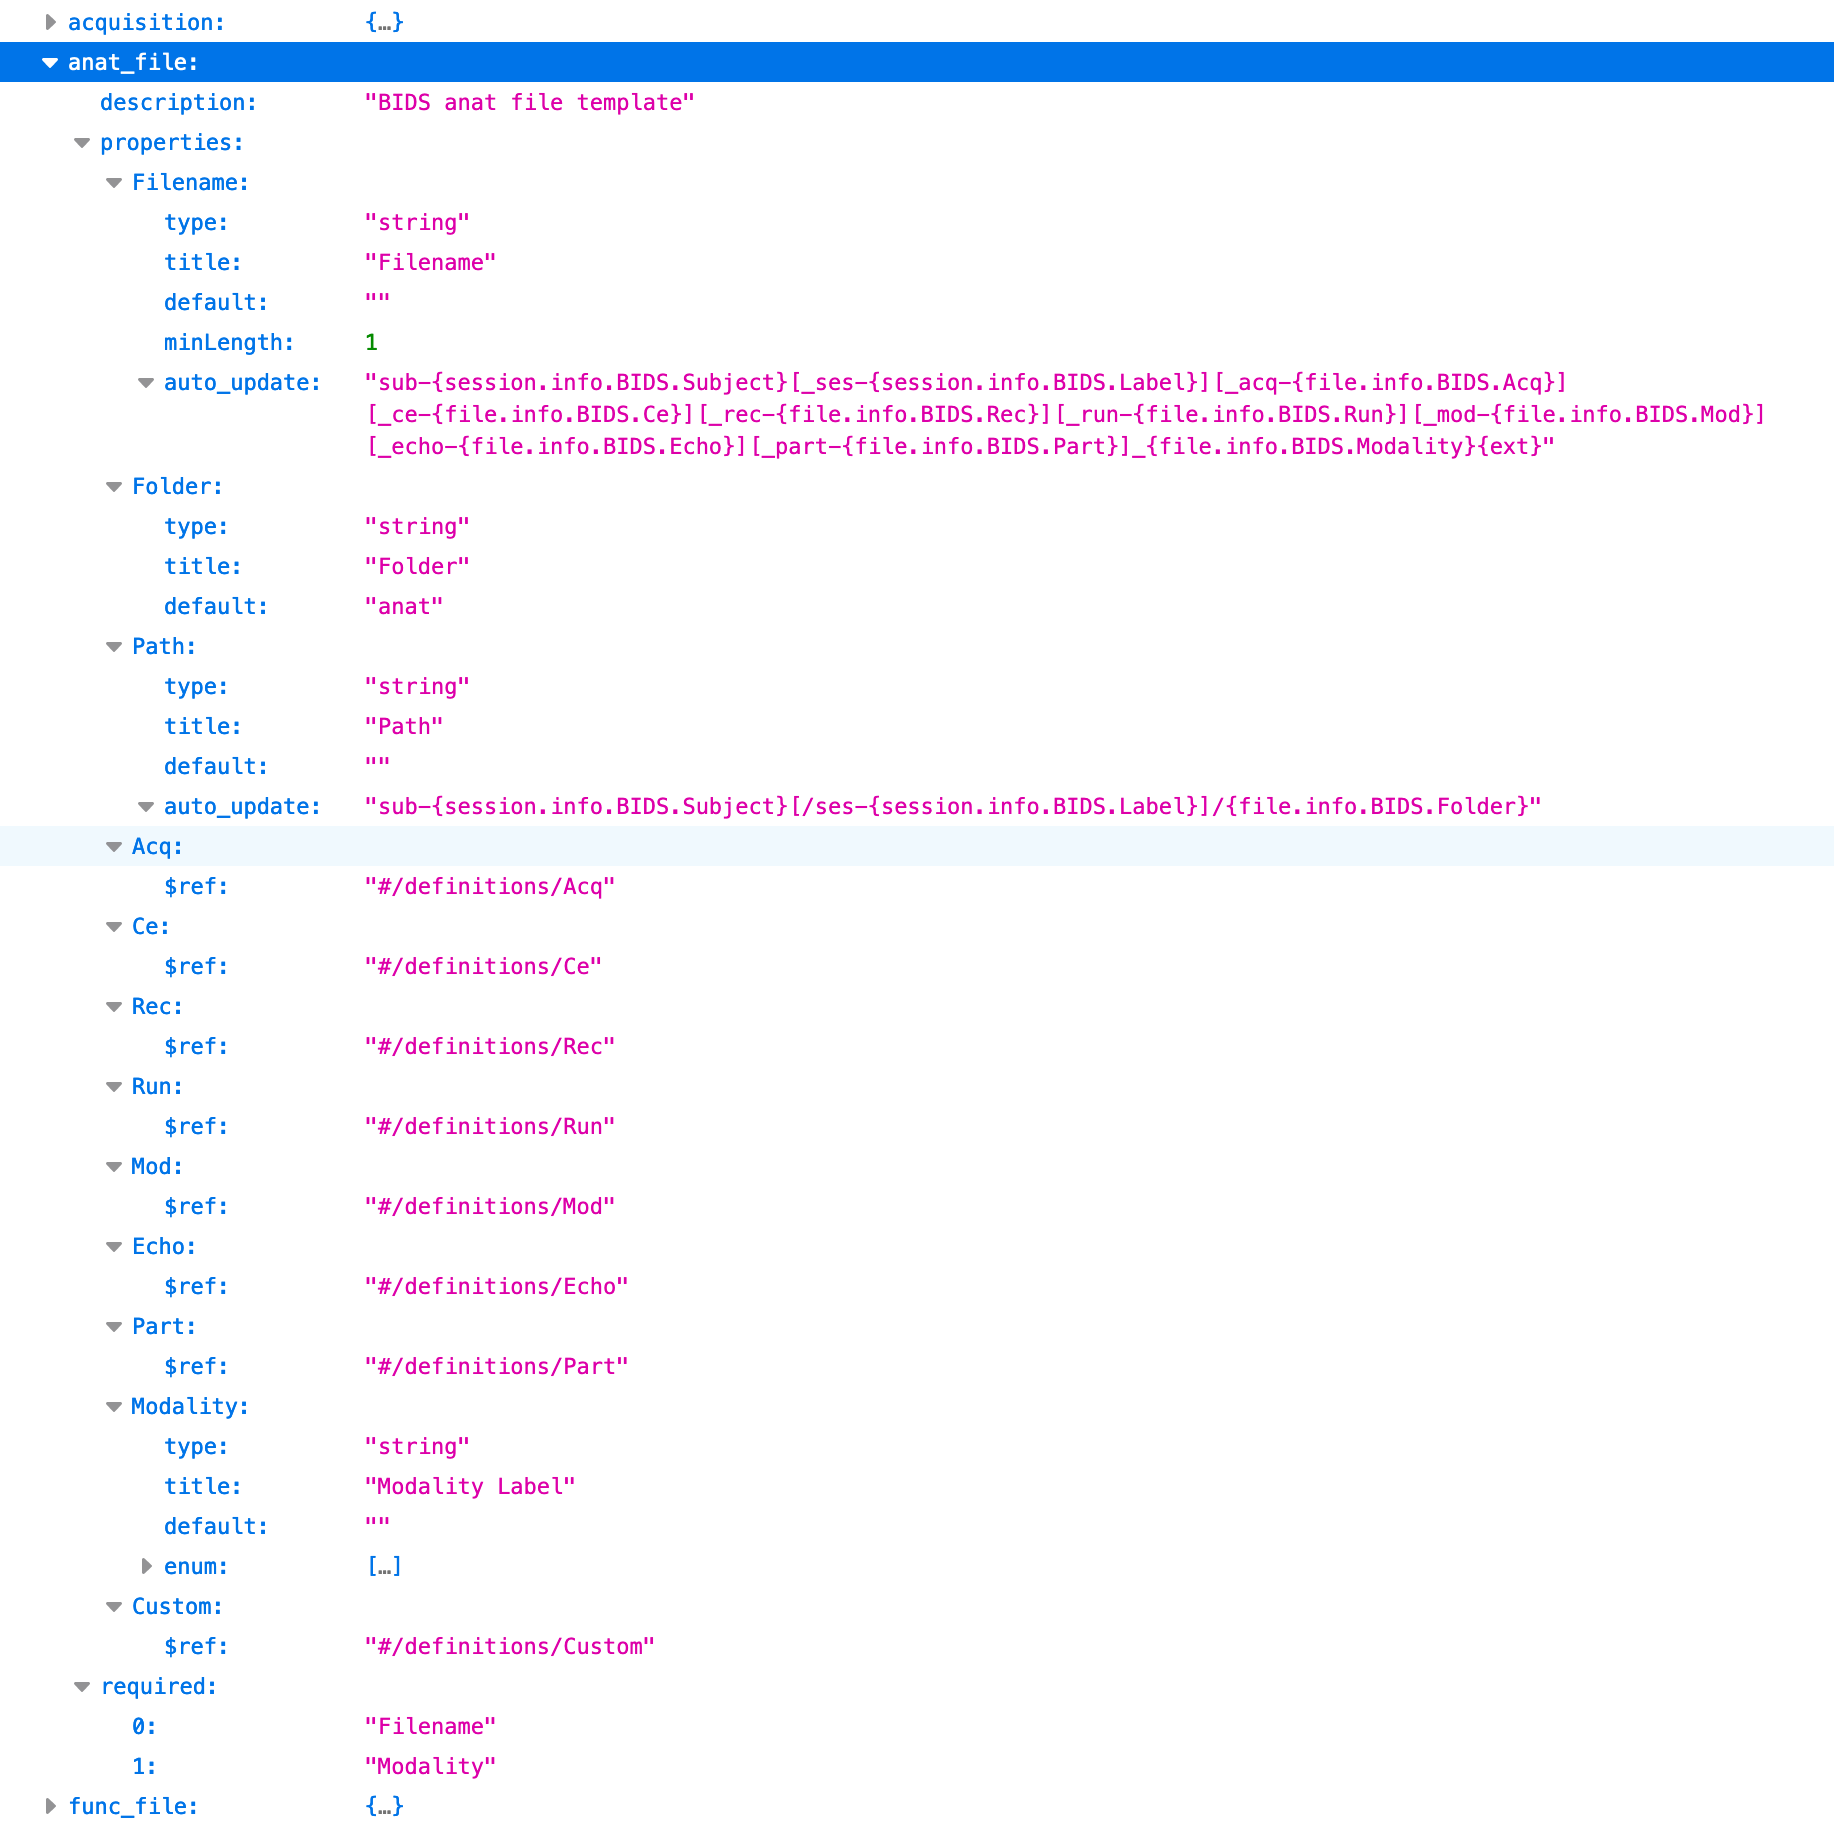 acquisition: {…}
anat_file:
description: "BIDS anat file template"
properties:
Filename:
type: "string"
title: "Filename"
default: ""
minLength: 1
auto_update: "sub-{session.info.BIDS.Subject}[_ses-{session.info.BIDS.Label}][_acq-{file.info.BIDS.Acq}]
[_ce-{file.info.BIDS.Ce}][_rec-{file.info.BIDS.Rec}][_run-{file.info.BIDS.Run}][_mod-{file.info.BIDS.Mod}]
[_echo-{file.info.BIDS.Echo}][_part-{file.info.BIDS.Part}]_{file.info.BIDS.Modality}{ext}"
Folder:
type: "string"
title: "Folder"
default: "anat"
Path:
type: "string"
title: "Path"
default: ""
auto_update: "sub-{session.info.BIDS.Subject}[/ses-{session.info.BIDS.Label}]/{file.info.BIDS.Folder}"
Acq:
$ref: "#/definitions/Acq"
Ce:
$ref: "#/definitions/Ce"
Rec:
$ref: "#/definitions/Rec"
Run:
$ref: "#/definitions/Run"
Mod:
$ref: "#/definitions/Mod"
Echo:
$ref: "#/definitions/Echo"
Part:
$ref: "#/definitions/Part"
Modality:
type: "string"
title: "Modality Label"
default: ""
enum: […]
Custom:
$ref: "#/definitions/Custom"
required:
0: "Filename"
1: "Modality"
func_file: {…}